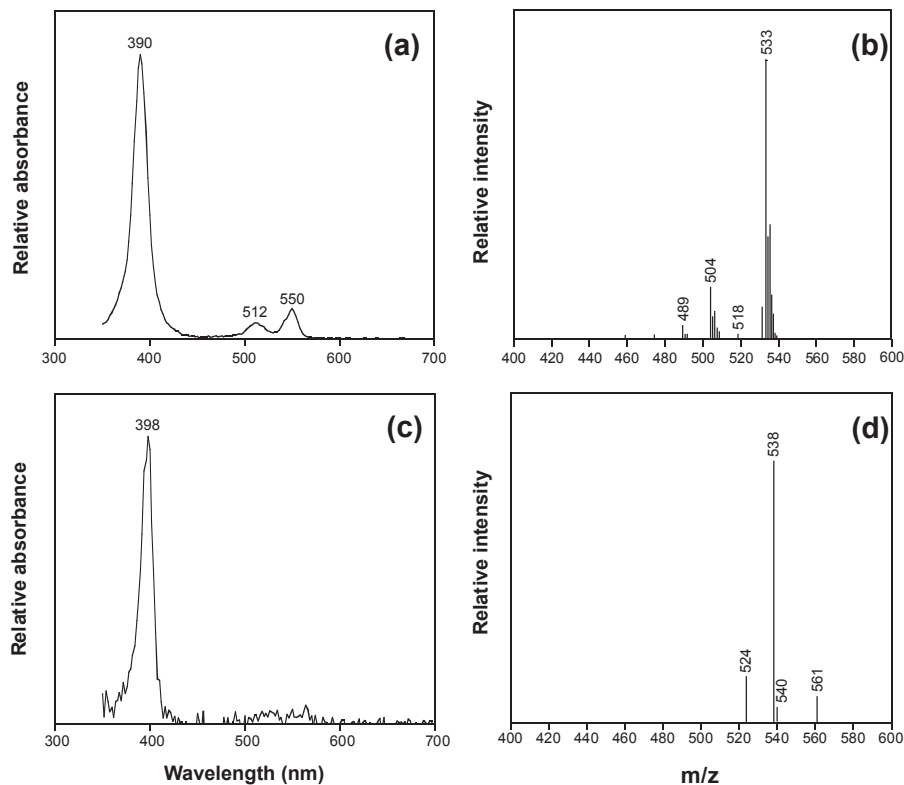 (a)
390
512
550
Relative absorbance
300 400 500 600 700
(b)
533
504
489
518
Relative intensity
400 420 440 460 480 500 520 540 560 580 600
(c)
398
Relative absorbance
300 400 500 600 700
Wavelength (nm)
(d)
538
524
540
561
Relative intensity
400 420 440 460 480 500 520 540 560 580 600
m/z